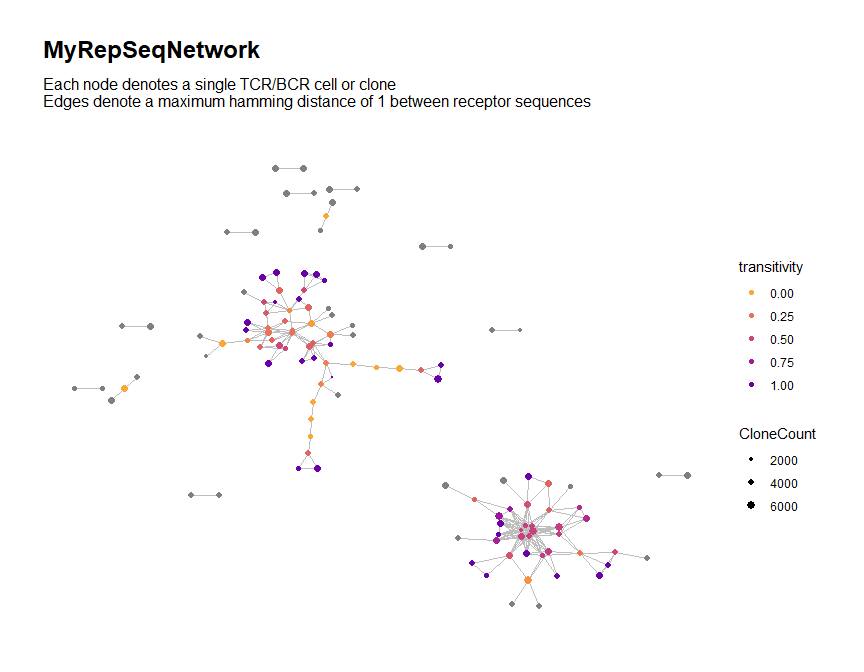 MyRepSeqNetwork
Each node denotes a single TCR/BCR cell or clone
Edges denote a maximum hamming distance of 1 between receptor sequences
transitivity
0.00
0.25
0.50
0.75
1.00
CloneCount
2000
4000
6000